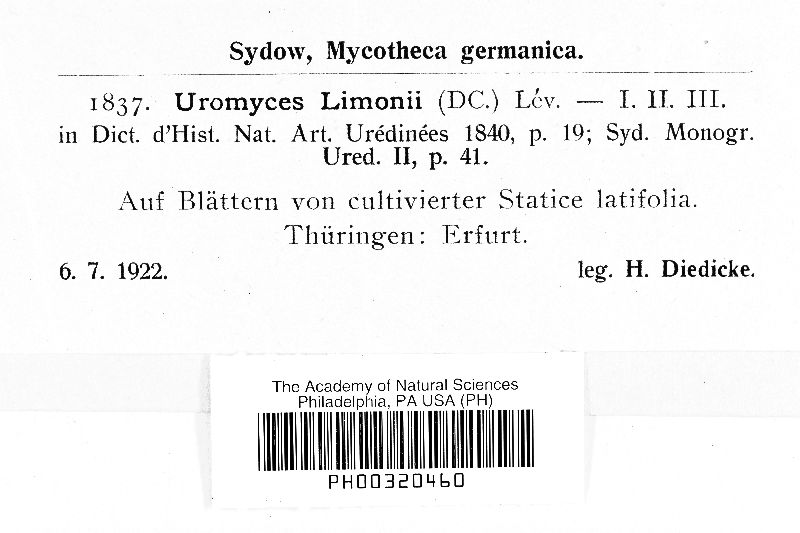 Sydow, Mycotheca germanica.
1837. Uromyces Limonii (DC.) Lév. — I. II. III.
in Dict. d'Hist. Nat. Art. Urédinées 1840, p. 19; Syd. Monogr.
Ured. II, p. 41.
Auf Blättern von cultivierter Statice latifolia.
Thüringen: Erfurt.
6. 7. 1922. leg. H. Diedicke.
The Academy of Natural Sciences
Philadelphia, PA USA (PH)
PH00320460